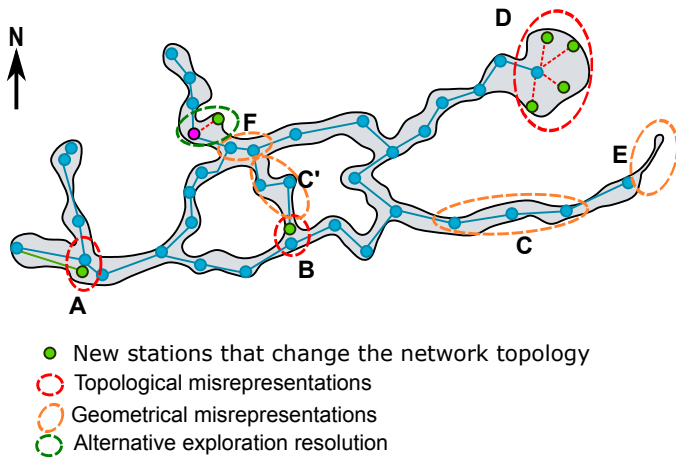 N
D
F
E
C'
C
B
A
New stations that change the network topology
Topological misrepresentations
Geometrical misrepresentations
Alternative exploration resolution